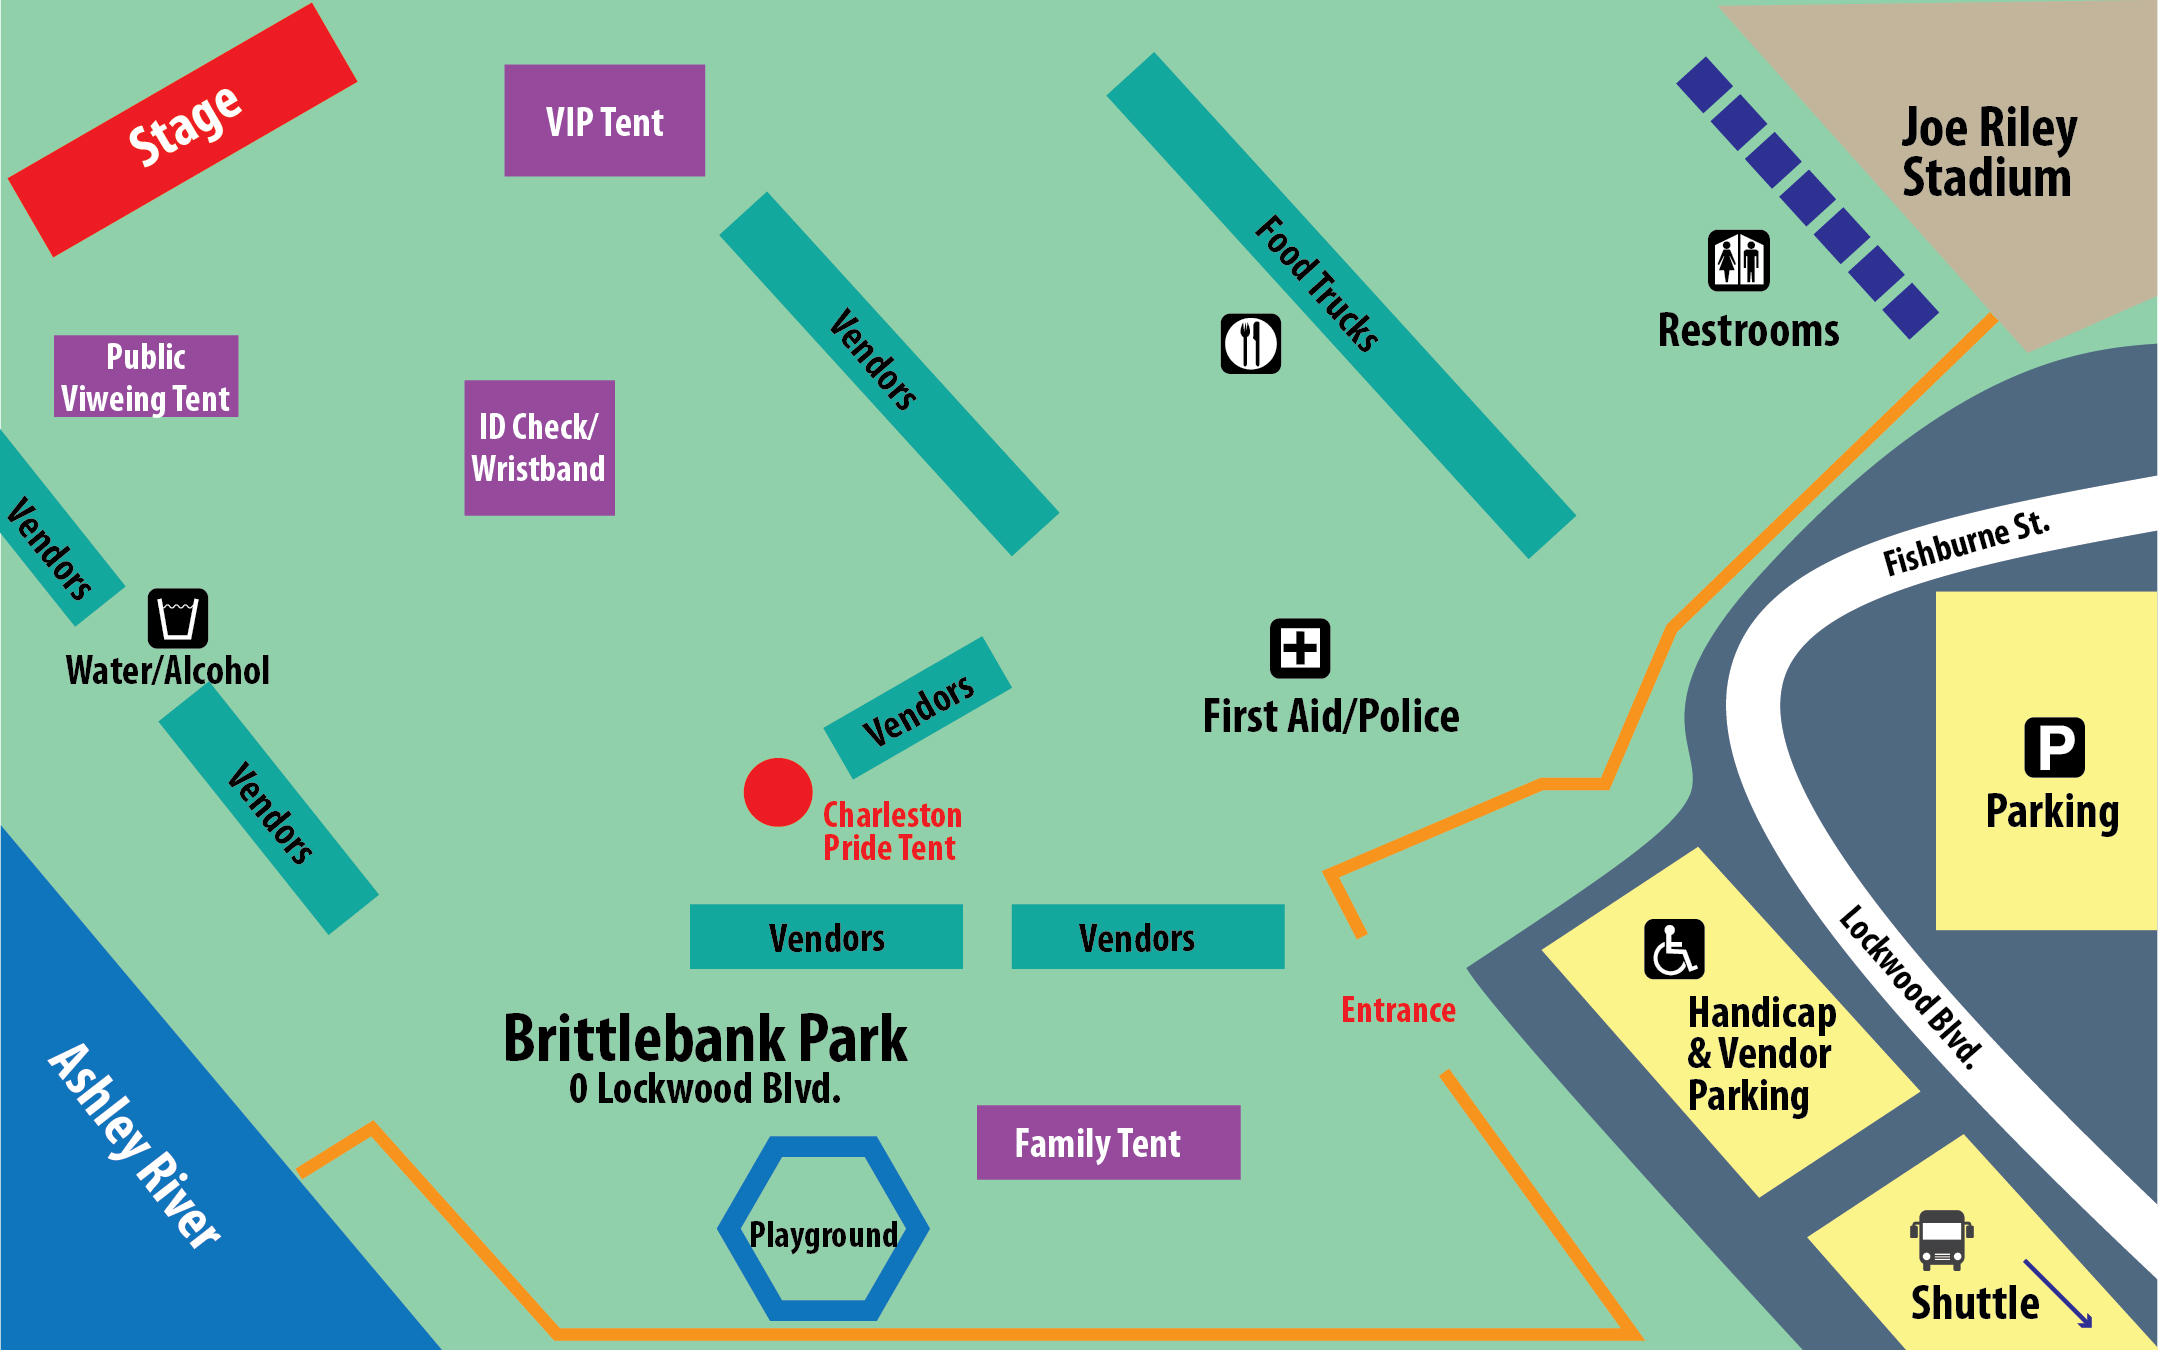 Stage
VIP Tent
Joe Riley
Stadium
Food Trucks
Restrooms
Vendors
Public
Viweing Tent
ID Check/
Wristband
Vendors
Fishburne St.
Water/Alcohol
Vendors
First Aid/Police
Vendors
Charleston
Pride Tent
P
Parking
Vendors
Vendors
Lockwood Blvd.
Entrance
Handicap
& Vendor
Parking
Brittlebank Park
0 Lockwood Blvd.
Ashley River
Family Tent
Playground
Shuttle